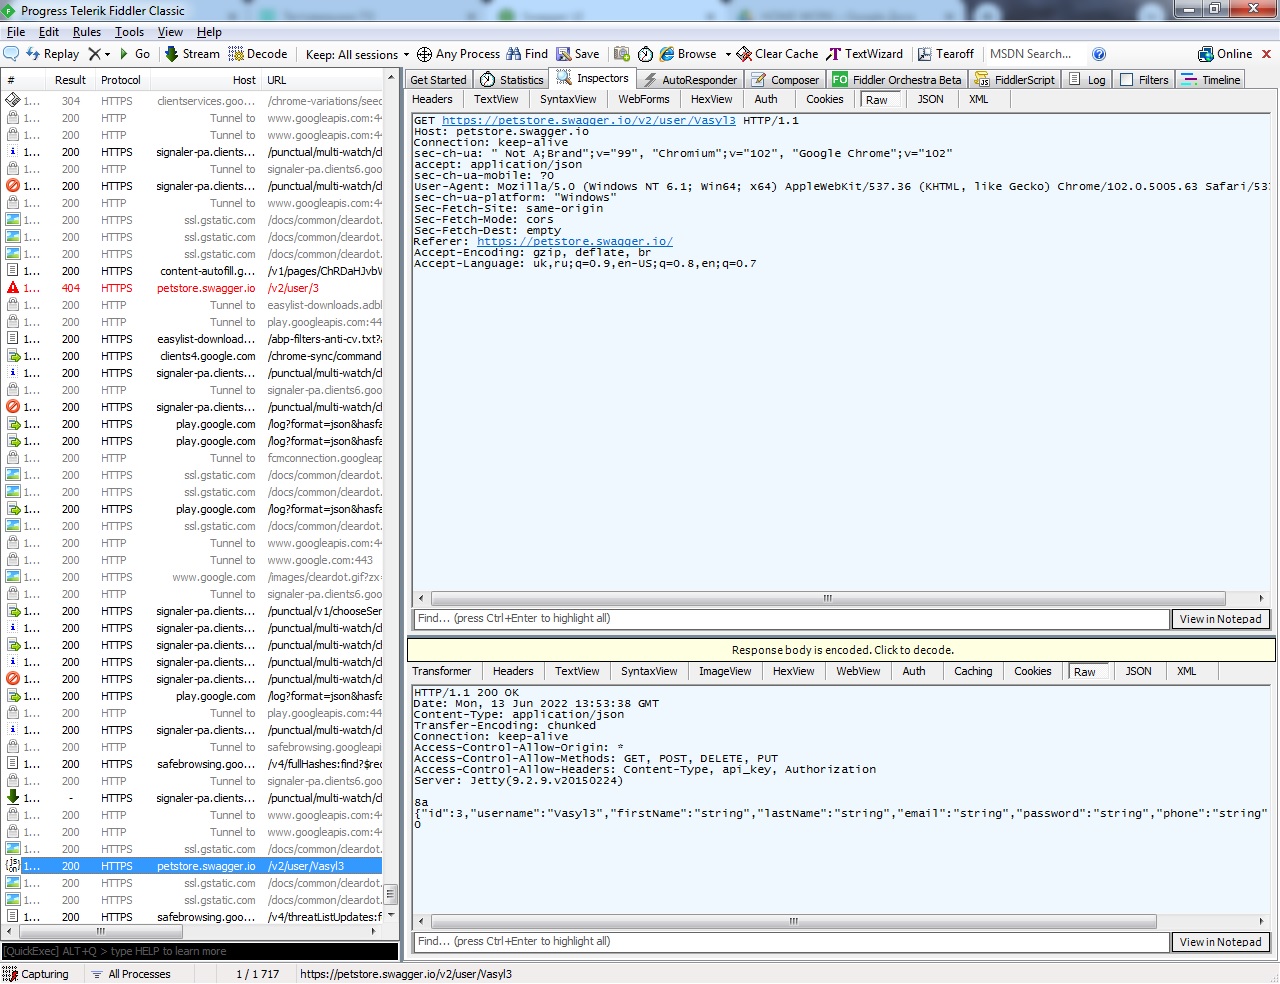 Progress Telerik Fiddler Classic
File Edit Rules Tools View Help
Replay Go Stream Decode Keep: All sessions Any Process Find Save Browse Clear Cache TextWizard Tearoff MSDN Search... Online
Get Started Statistics Inspectors AutoResponder Composer FO Fiddler Orchestra Beta FiddlerScript Log Filters Timeline
# Result Protocol Host URL
1... 304 HTTPS clientservices.goo... /chrome-variations/seed
1... 200 HTTP Tunnel to www.googleapis.com:44
1... 200 HTTP Tunnel to www.googleapis.com:44
1... 200 HTTPS signaler-pa.clients... /punctual/multi-watch/cl
1... 200 HTTP Tunnel to signaler-pa.clients6.goo
1... 200 HTTPS signaler-pa.clients... /punctual/multi-watch/cl
1... 200 HTTP Tunnel to www.googleapis.com:44
1... 200 HTTPS ssl.gstatic.com /docs/common/cleardot.
1... 200 HTTPS ssl.gstatic.com /docs/common/cleardot.
1... 200 HTTPS ssl.gstatic.com /docs/common/cleardot.
1... 200 HTTPS content-autofill.g... /v1/pages/ChRDaHJvbW
1... 404 HTTPS petstore.swagger.io /v2/user/3
1... 200 HTTP Tunnel to easylist-downloads.adbl
1... 200 HTTP Tunnel to play.googleapis.com:44
1... 200 HTTPS easylist-download... /abp-filters-anti-cv.txt?
1... 200 HTTPS clients4.google.com /chrome-sync/command
1... 200 HTTPS signaler-pa.clients... /punctual/multi-watch/cl
1... 200 HTTP Tunnel to signaler-pa.clients6.goo
1... 200 HTTPS signaler-pa.clients... /punctual/multi-watch/cl
1... 200 HTTPS play.google.com /log?format=json&hasfa
1... 200 HTTPS play.google.com /log?format=json&hasfa
1... 200 HTTP Tunnel to fcmconnection.googleap
1... 200 HTTPS ssl.gstatic.com /docs/common/cleardot.
1... 200 HTTPS ssl.gstatic.com /docs/common/cleardot.
1... 200 HTTPS play.google.com /log?format=json&hasfa
1... 200 HTTPS ssl.gstatic.com /docs/common/cleardot.
1... 200 HTTP Tunnel to www.googleapis.com:44
1... 200 HTTP Tunnel to www.google.com:443
1... 200 HTTPS www.google.com /images/cleardot.gif?zx=
1... 200 HTTP Tunnel to signaler-pa.clients6.goo
1... 200 HTTPS signaler-pa.clients... /punctual/v1/chooseSer
1... 200 HTTPS signaler-pa.clients... /punctual/multi-watch/cl
1... 200 HTTPS signaler-pa.clients... /punctual/multi-watch/cl
1... 200 HTTPS signaler-pa.clients... /punctual/multi-watch/cl
1... 200 HTTPS signaler-pa.clients... /punctual/multi-watch/cl
1... 200 HTTPS play.google.com /log?format=json&hasfa
1... 200 HTTP Tunnel to play.googleapis.com:44
1... 200 HTTPS signaler-pa.clients... /punctual/multi-watch/cl
1... 200 HTTP Tunnel to safebrowsing.googleapi
1... 200 HTTPS safebrowsing.goo... /v4/fullHashes:find?$rec
1... 200 HTTP Tunnel to signaler-pa.clients6.goo
1... - HTTPS signaler-pa.clients... /punctual/multi-watch/cl
1... 200 HTTP Tunnel to www.googleapis.com:44
1... 200 HTTP Tunnel to www.googleapis.com:44
1... 200 HTTPS ssl.gstatic.com /docs/common/cleardot.
1... 200 HTTPS petstore.swagger.io /v2/user/Vasyl3
1... 200 HTTPS ssl.gstatic.com /docs/common/cleardot.
1... 200 HTTPS ssl.gstatic.com /docs/common/cleardot.
1... 200 HTTPS safebrowsing.goo... /v4/threatListUpdates:f
[QuickExec] ALT+Q > type HELP to learn more
Headers TextView SyntaxView WebForms HexView Auth Cookies Raw JSON XML
GET https://petstore.swagger.io/v2/user/Vasyl3 HTTP/1.1
Host: petstore.swagger.io
Connection: keep-alive
sec-ch-ua: " Not A;Brand";v="99", "Chromium";v="102", "Google Chrome";v="102"
accept: application/json
sec-ch-ua-mobile: ?0
User-Agent: Mozilla/5.0 (Windows NT 6.1; Win64; x64) AppleWebKit/537.36 (KHTML, like Gecko) Chrome/102.0.5005.63 Safari/537
sec-ch-ua-platform: "Windows"
Sec-Fetch-Site: same-origin
Sec-Fetch-Mode: cors
Sec-Fetch-Dest: empty
Referer: https://petstore.swagger.io/
Accept-Encoding: gzip, deflate, br
Accept-Language: uk,ru;q=0.9,en-US;q=0.8,en;q=0.7
Find... (press Ctrl+Enter to highlight all) View in Notepad
Response body is encoded. Click to decode.
Transformer Headers TextView SyntaxView ImageView HexView WebView Auth Caching Cookies Raw JSON XML
HTTP/1.1 200 OK
Date: Mon, 13 Jun 2022 13:53:38 GMT
Content-Type: application/json
Transfer-Encoding: chunked
Connection: keep-alive
Access-Control-Allow-Origin: *
Access-Control-Allow-Methods: GET, POST, DELETE, PUT
Access-Control-Allow-Headers: Content-Type, api_key, Authorization
Server: Jetty(9.2.9.v20150224)
8a
{"id":3,"username":"Vasyl3","firstName":"string","lastName":"string","email":"string","password":"string","phone":"string"
0
Find... (press Ctrl+Enter to highlight all) View in Notepad
Capturing All Processes 1 / 1 717 https://petstore.swagger.io/v2/user/Vasyl3